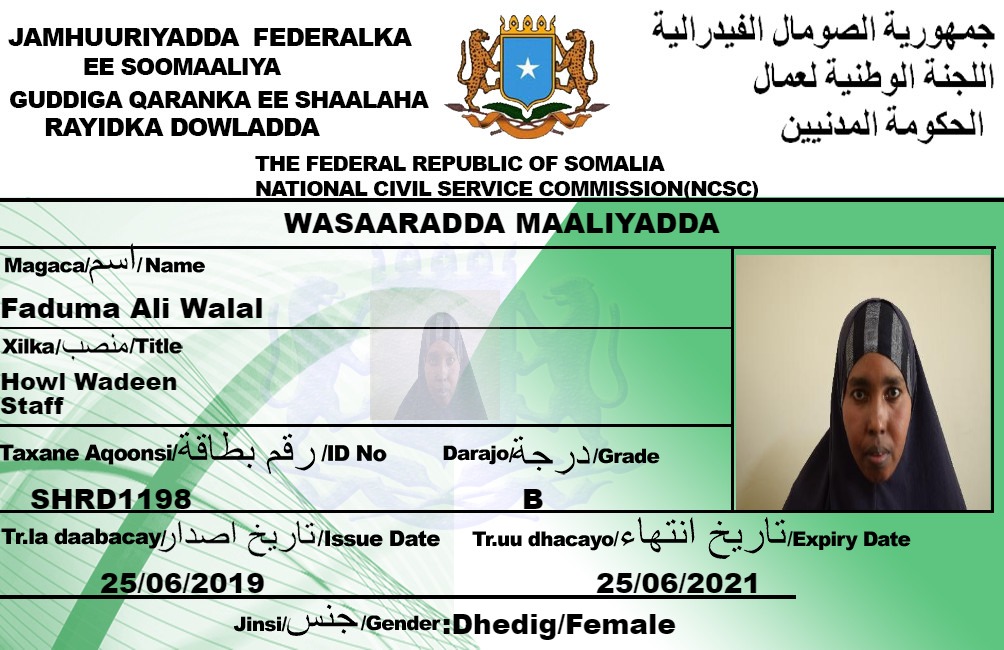 JAMHUURIYADDA FEDERALKA
EE SOOMAALIYA
GUDDIGA QARANKA EE SHAALAHA
RAYIDKA DOWLADDA
جمهورية الصومال الفيدرالية
اللجنة الوطنية لعمال
الحكومة المدنيين
THE FEDERAL REPUBLIC OF SOMALIA
NATIONAL CIVIL SERVICE COMMISSION(NCSC)
WASAARADDA MAALIYADDA
Magaca/اسم/Name
Faduma Ali Walal
Xilka/منصب/Title
Howl Wadeen
Staff
Taxane Aqoonsi/رقم بطاقة/ID No
SHRD1198
Darajo/درجة/Grade
B
Tr.la daabacay/تاريخ اصدار/Issue Date
25/06/2019
Tr.uu dhacayo/تاريخ انتهاء/Expiry Date
25/06/2021
Jinsi/جنس/Gender:Dhedig/Female